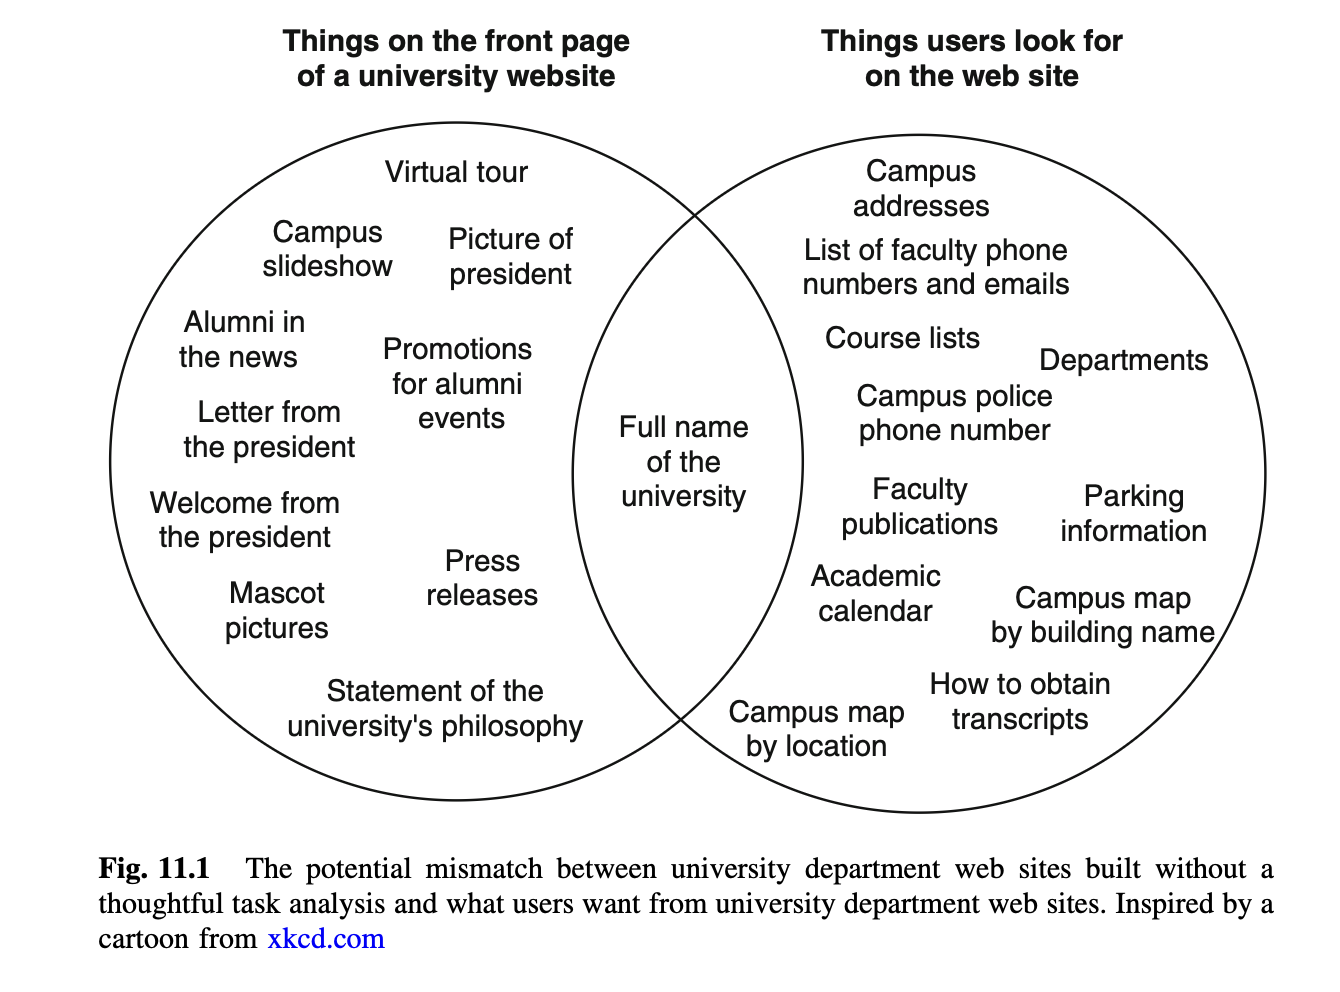 Things on the front page
of a university website
Things users look for
on the web site
Virtual tour
Campus
slideshow
Picture of
president
Alumni in
the news
Promotions
for alumni
events
Letter from
the president
Welcome from
the president
Press
releases
Mascot
pictures
Statement of the
university's philosophy
Full name
of the
university
Campus
addresses
List of faculty phone
numbers and emails
Course lists
Departments
Campus police
phone number
Faculty
publications
Parking
information
Academic
calendar
Campus map
by building name
How to obtain
transcripts
Campus map
by location
Fig. 11.1 The potential mismatch between university department web sites built without a
thoughtful task analysis and what users want from university department web sites. Inspired by a
cartoon from xkcd.com